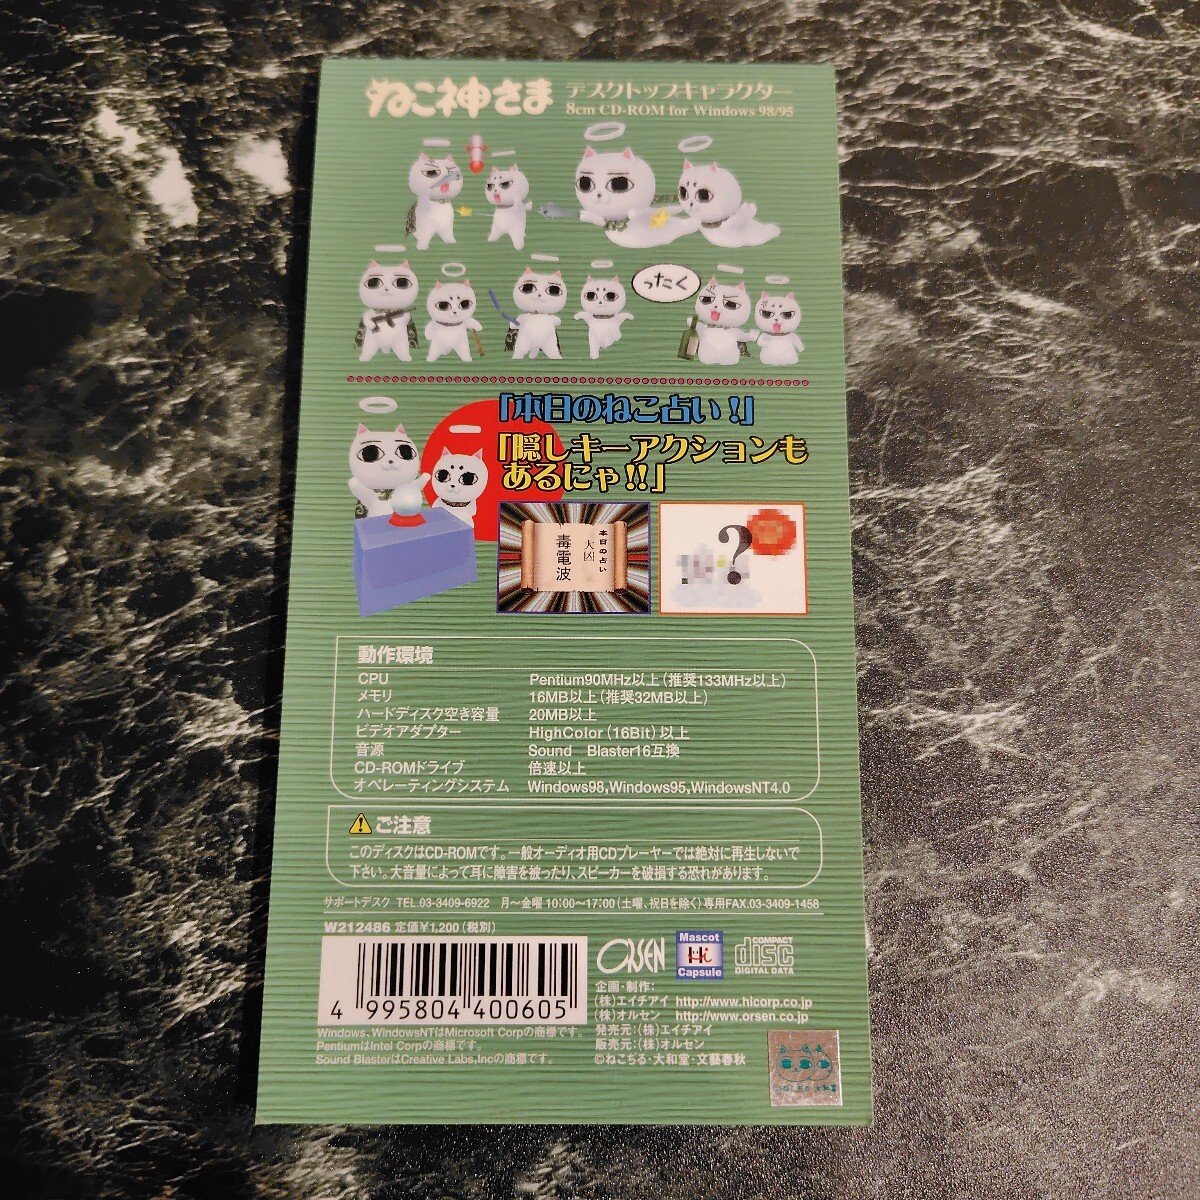 ねこ神さま
デスクトップキャラクター
8cm CD-ROM for Windows 98/95
ったく
「本日のねこ占い！」
「隠しキーアクションも
あるにゃ!!」
本日の占い
大凶
毒電波
?
動作環境
CPU Pentium90MHz以上（推奨133MHz以上）
メモリ 16MB以上（推奨32MB以上）
ハードディスク空き容量 20MB以上
ビデオアダプター HighColor（16Bit）以上
音源 Sound Blaster16互換
CD-ROMドライブ 倍速以上
オペレーティングシステム Windows98,Windows95,WindowsNT4.0
ご注意
このディスクはCD-ROMです。一般オーディオ用CDプレーヤーでは絶対に再生しないで
下さい。大音量によって耳に障害を被ったり、スピーカーを破損する恐れがあります。
サポートデスク TEL.03-3409-6922 月〜金曜 10:00〜17:00（土曜、祝日を除く）専用FAX.03-3409-1458
W212486 定価¥1,200（税別）
4 995804 400605
ORSEN
Mascot
Hi
Capsule
COMPACT
disc
DIGITAL DATA
企画・制作：
（株）エイチアイ http://www.hicorp.co.jp
（株）オルセン http://www.orsen.co.jp
発売元：（株）エイチアイ
販売元：（株）オルセン
©ねこぢる・大和堂・文藝春秋
Windows、WindowsNTはMicrosoft Corpの商標です。
PentiumはIntel Corpの商標です。
Sound BlasterはCreative Labs,Incの商標です。
©ねこぢる 大和堂